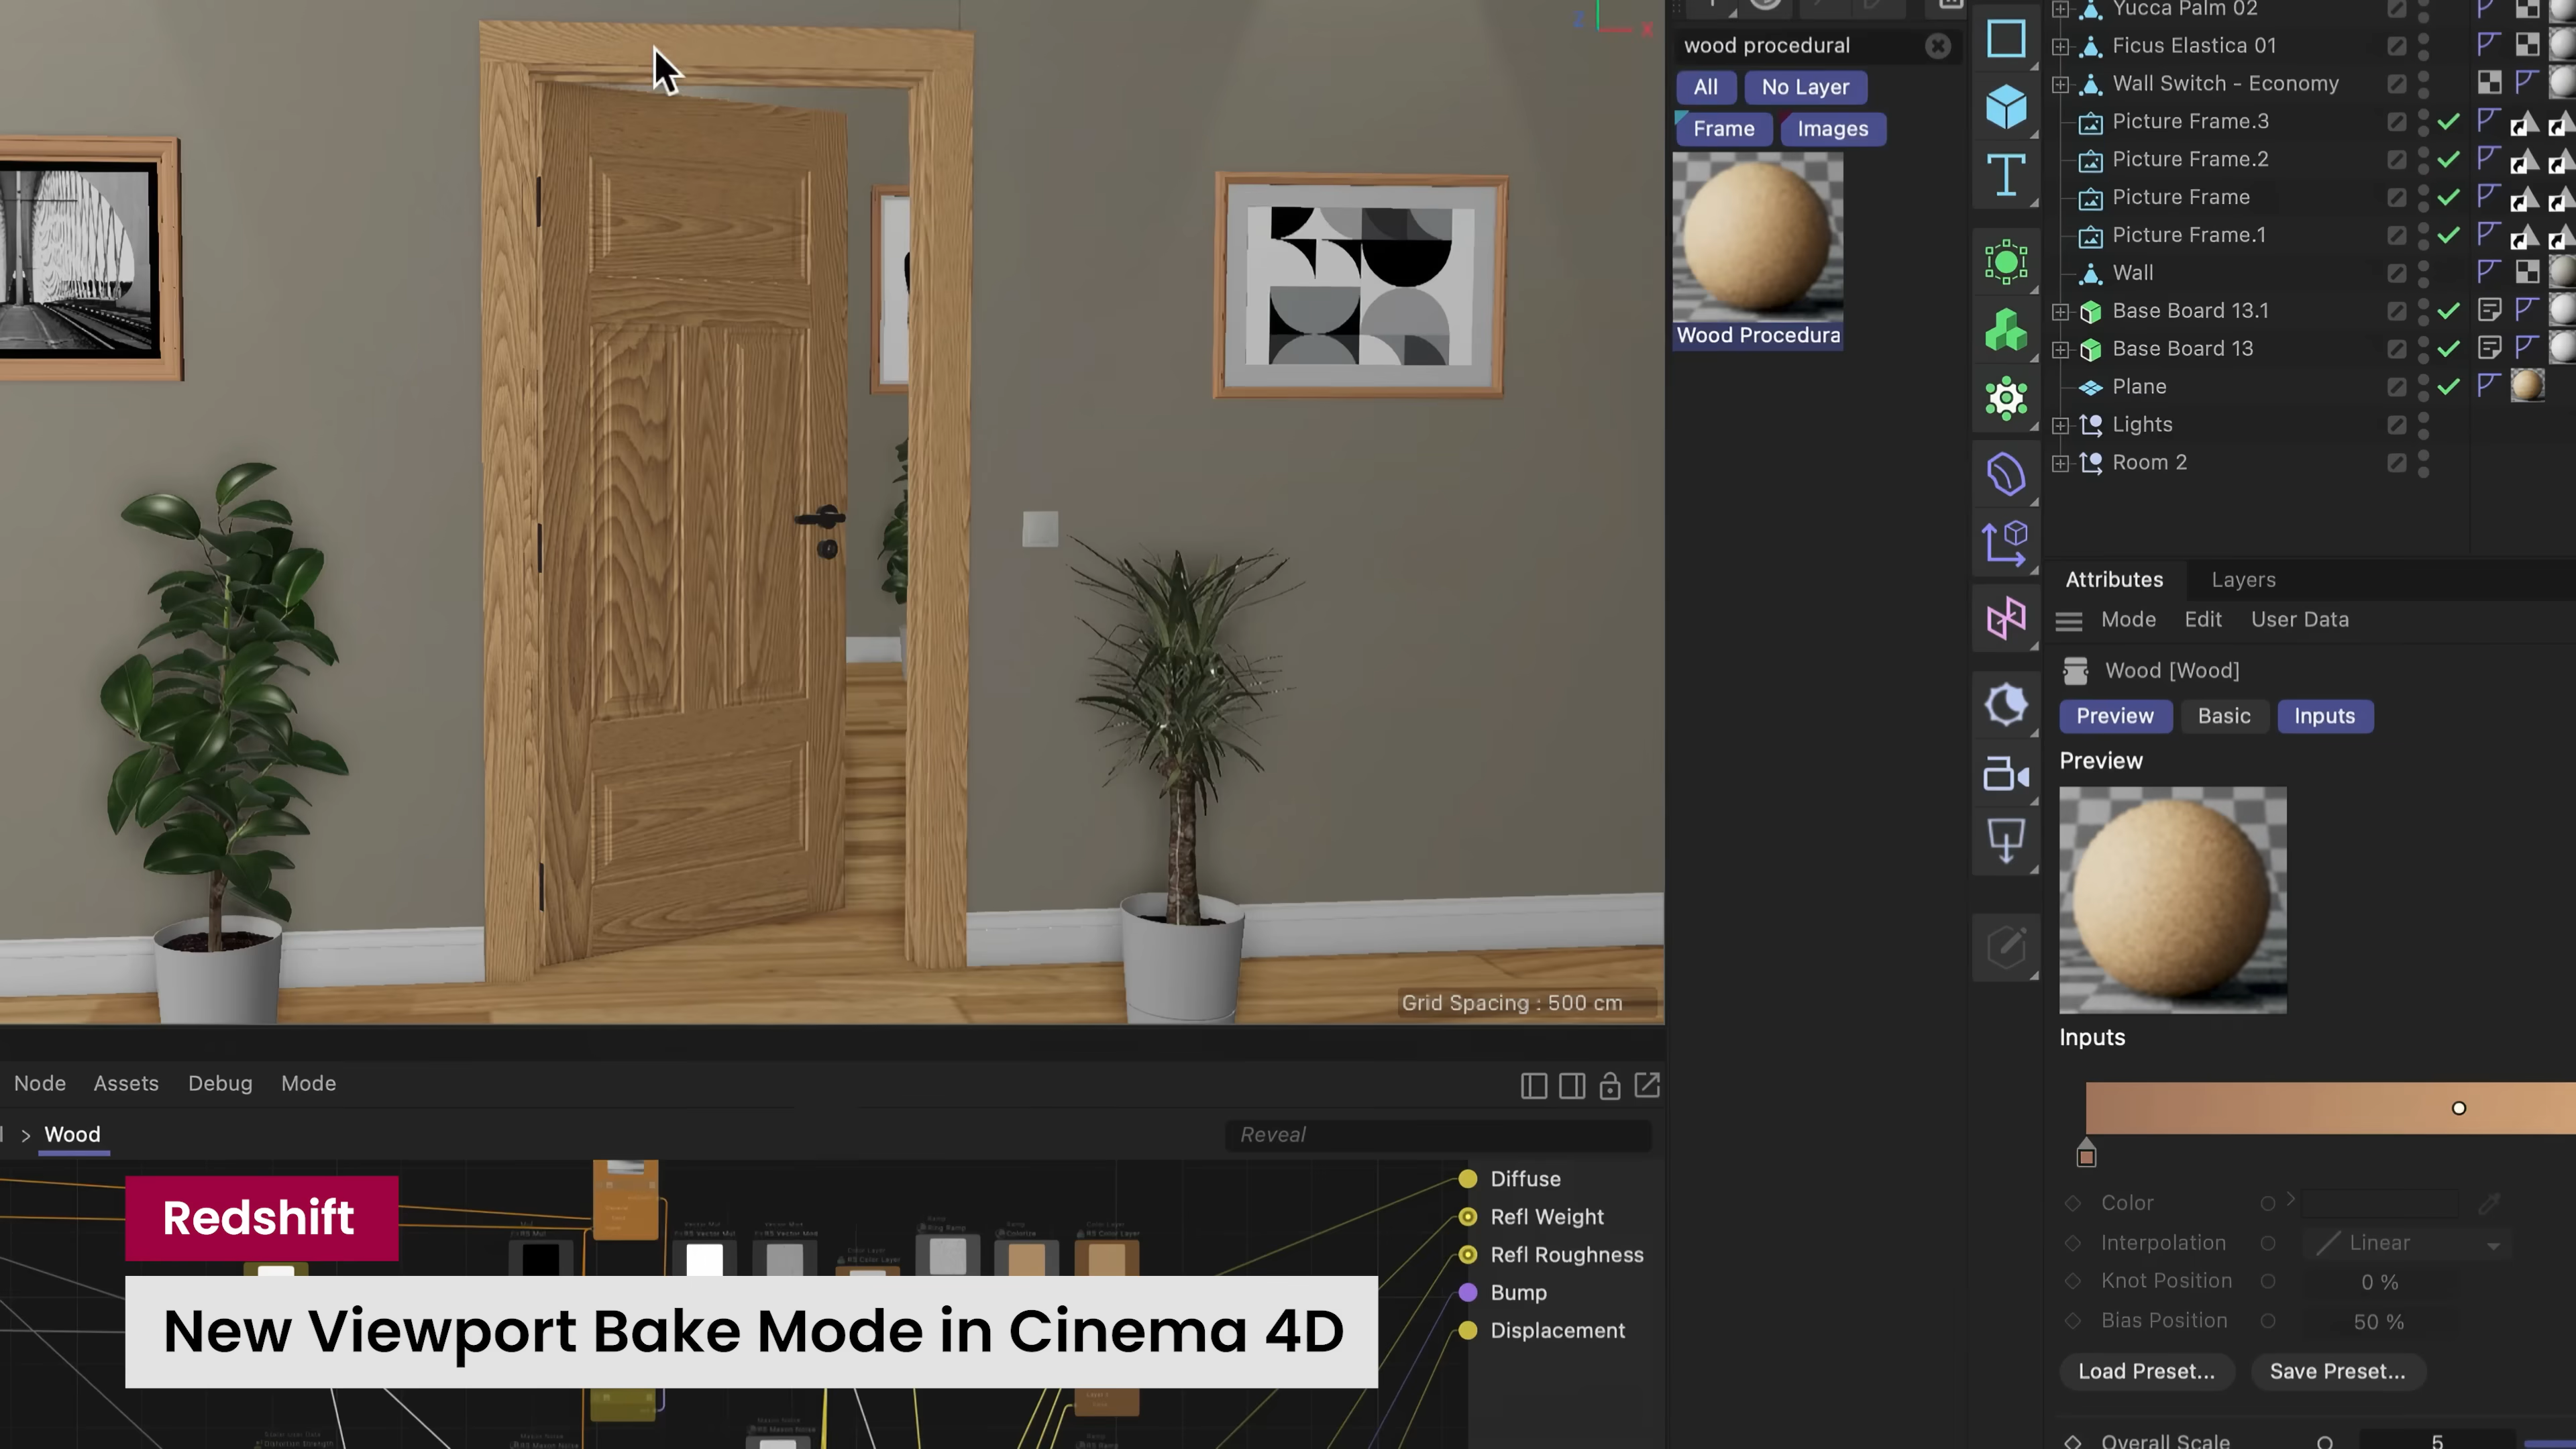 Z
X
Grid Spacing : 500 cm
wood procedural
All
No Layer
Frame
Images
Wood Procedura
Yucca Palm 02
Ficus Elastica 01
Wall Switch - Economy
Picture Frame.3
Picture Frame.2
Picture Frame
Picture Frame.1
Wall
Base Board 13.1
Base Board 13
Plane
Lights
Room 2
Attributes
Layers
Mode
Edit
User Data
Wood [Wood]
Preview
Basic
Inputs
Preview
Inputs
Color
Interpolation
Linear
Knot Position
0 %
Bias Position
50 %
Load Preset...
Save Preset...
Overall Scale
5
Node
Assets
Debug
Mode
> Wood
Reveal
Diffuse
Refl Weight
Refl Roughness
Bump
Displacement
Redshift
New Viewport Bake Mode in Cinema 4D